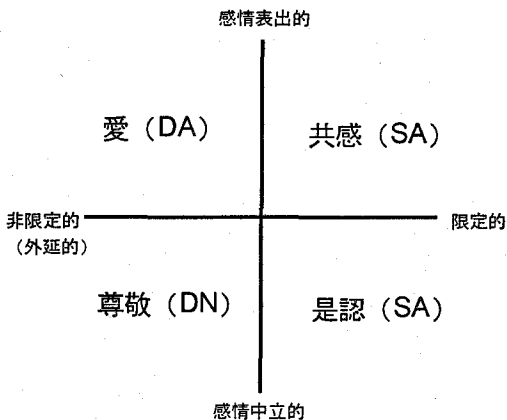 感情表出的
愛（DA）
共感（SA）
非限定的
（外延的）
限定的
尊敬（DN）
是認（SA）
感情中立的